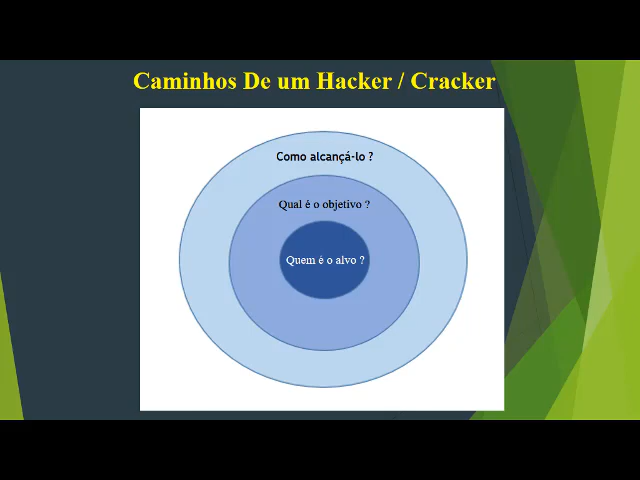 Caminhos De um Hacker / Cracker
Como alcançá-lo ?
Qual é o objetivo ?
Quem é o alvo ?